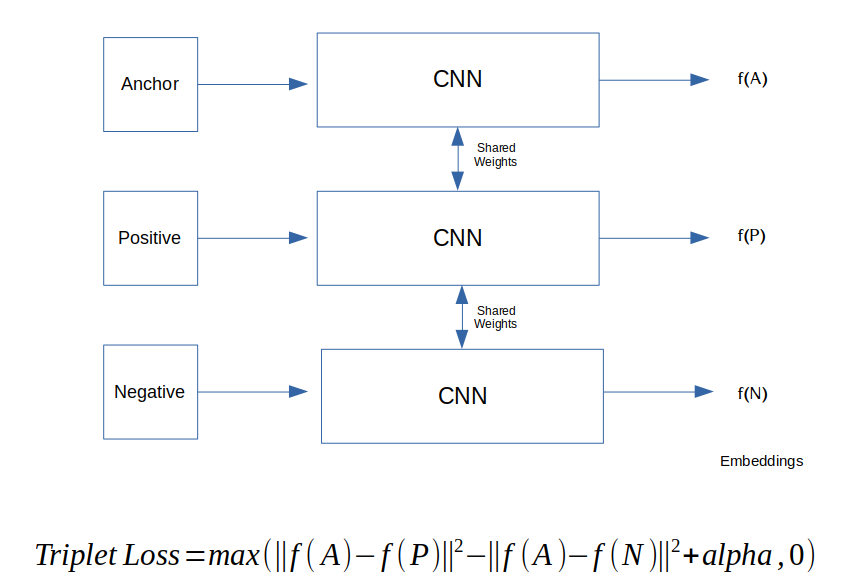 Anchor
CNN
f(A)
Shared
Weights
Positive
CNN
f(P)
Shared
Weights
Negative
CNN
f(N)
Embeddings
Triplet Loss=max(||f(A)−f(P)||²−||f(A)−f(N)||²+alpha,0)